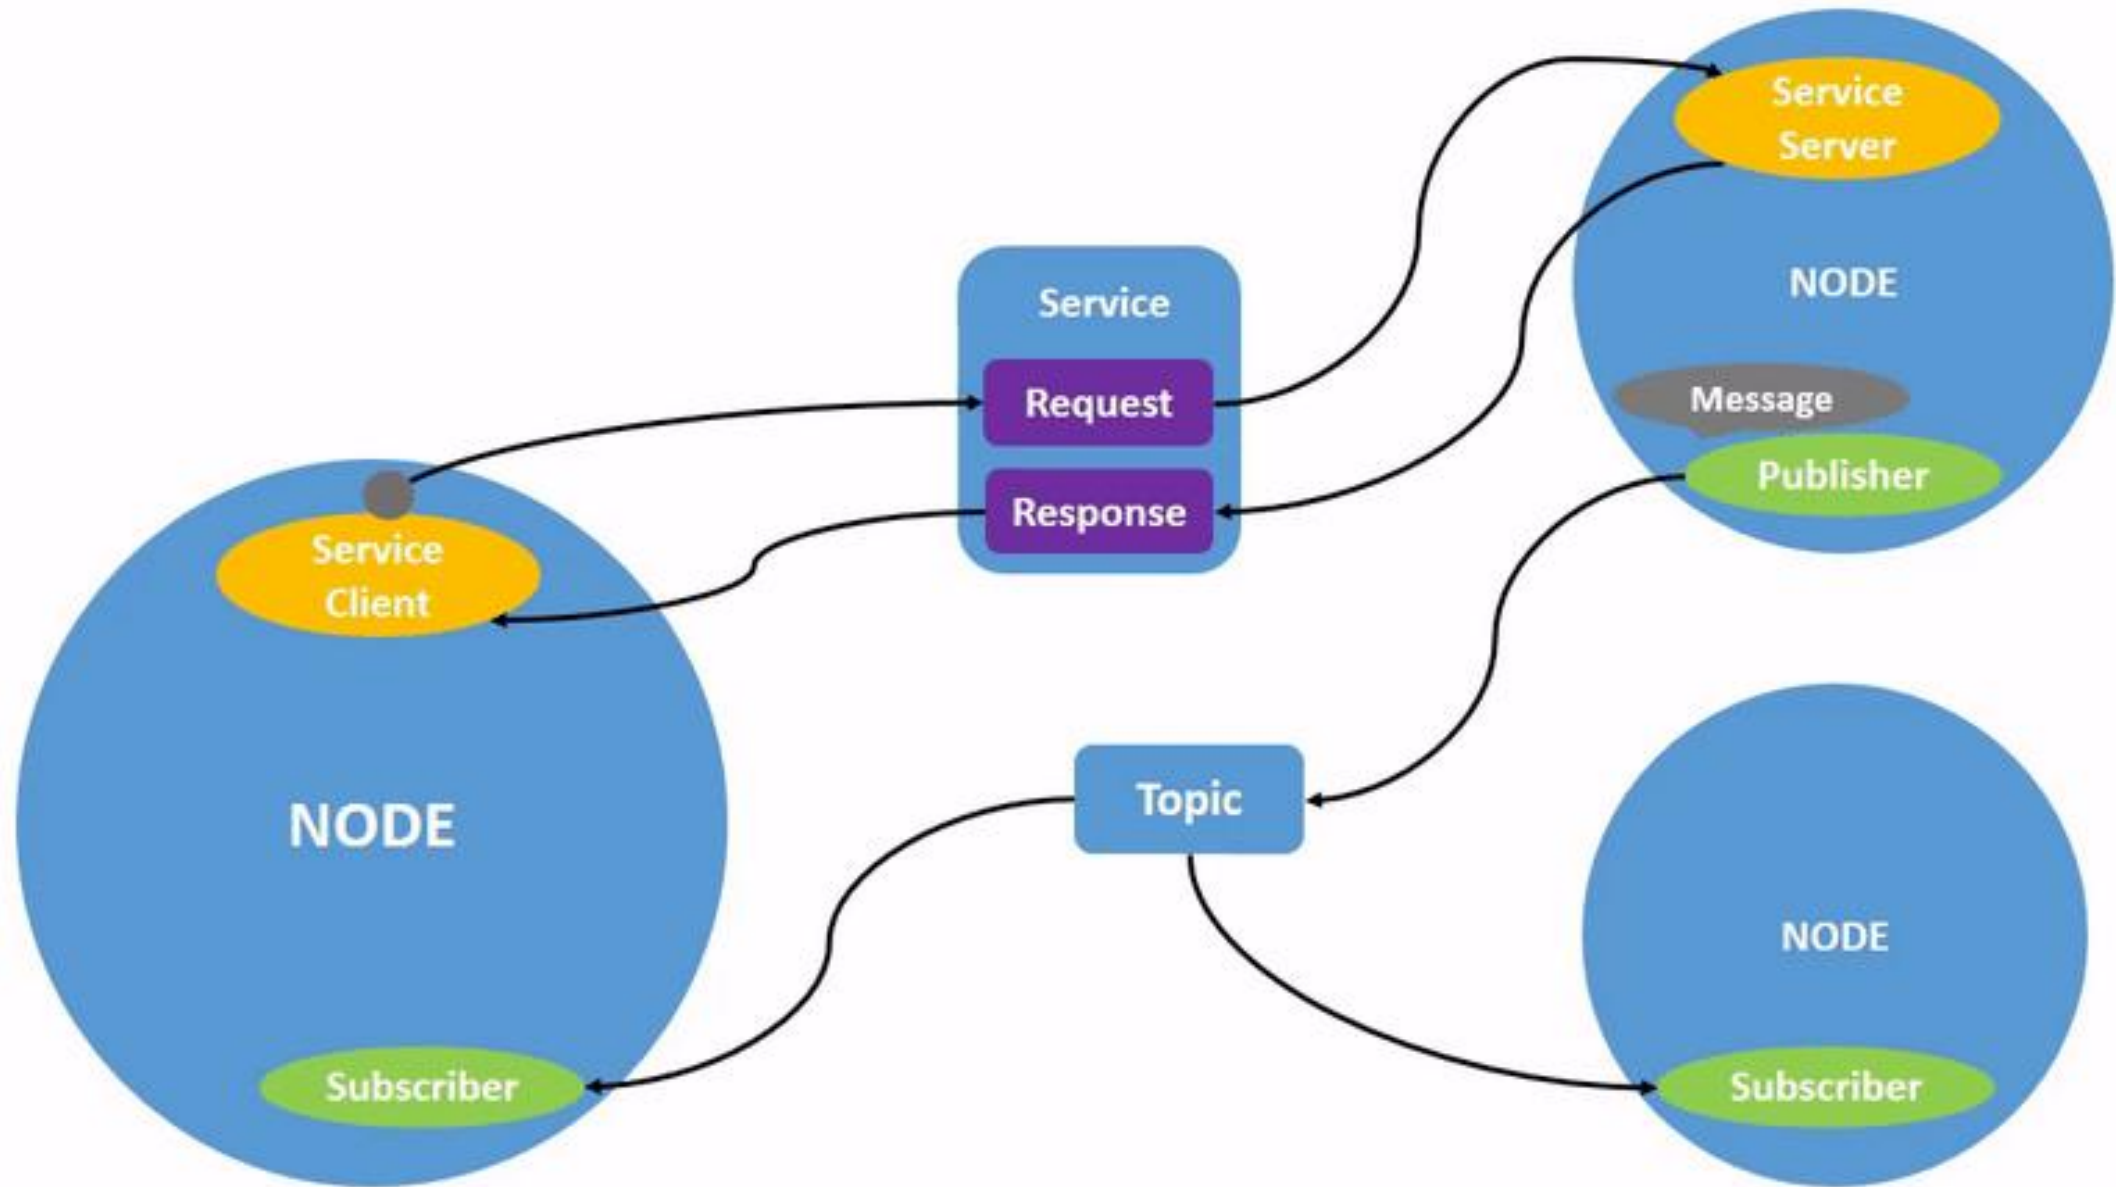 Service
Server
NODE
Message
Publisher
Service
Request
Response
Service
Client
NODE
Subscriber
Topic
NODE
Subscriber